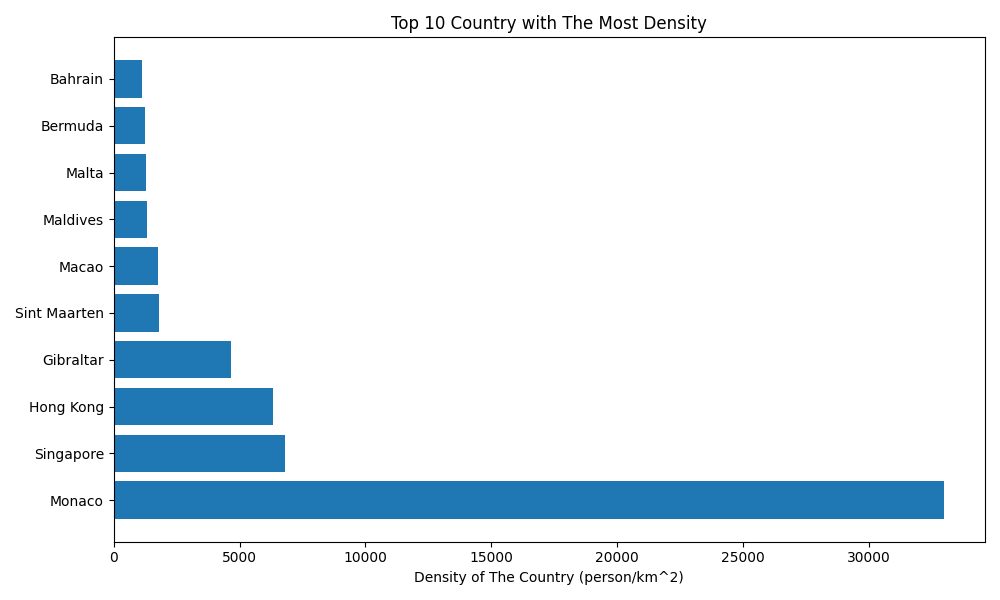 Top 10 Country with The Most Density
Bahrain
Bermuda
Malta
Maldives
Macao
Sint Maarten
Gibraltar
Hong Kong
Singapore
Monaco
0 5000 10000 15000 20000 25000 30000
Density of The Country (person/km^2)